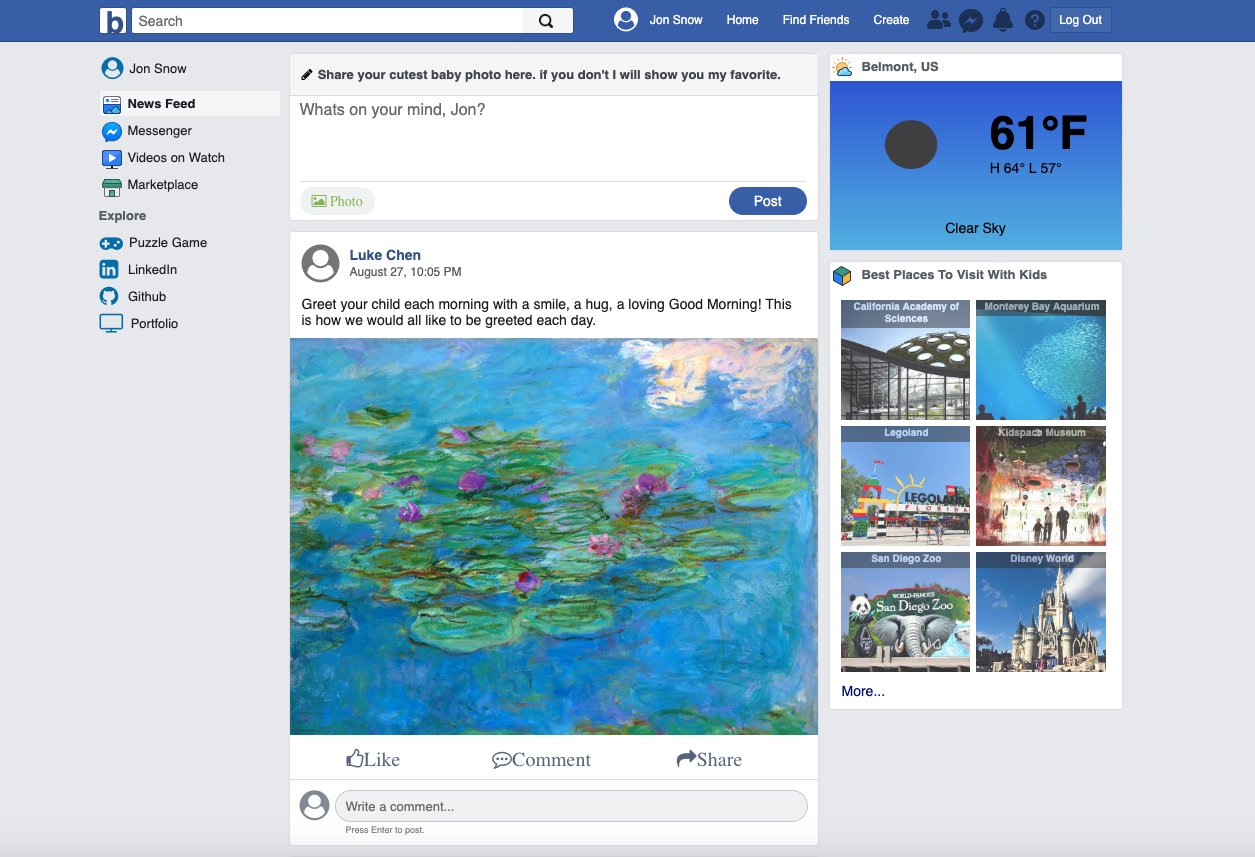 b
Search
Jon Snow
Home
Find Friends
Create
?
Log Out
Jon Snow
News Feed
Messenger
Videos on Watch
Marketplace
Explore
Puzzle Game
in
LinkedIn
Github
Portfolio
Share your cutest baby photo here. if you don't I will show you my favorite.
Whats on your mind, Jon?
Photo
Post
Luke Chen
August 27, 10:05 PM
Greet your child each morning with a smile, a hug, a loving Good Morning! This
is how we would all like to be greeted each day.
Like
Comment
Share
Write a comment...
Press Enter to post.
Belmont, US
61°F
H 64° L 57°
Clear Sky
Best Places To Visit With Kids
California Academy of
Sciences
Monterey Bay Aquarium
Legoland
LEGOLAND
FLORIDA
Kidspace Museum
San Diego Zoo
WORLD-FAMOUS
San Diego Zoo
Disney World
More...